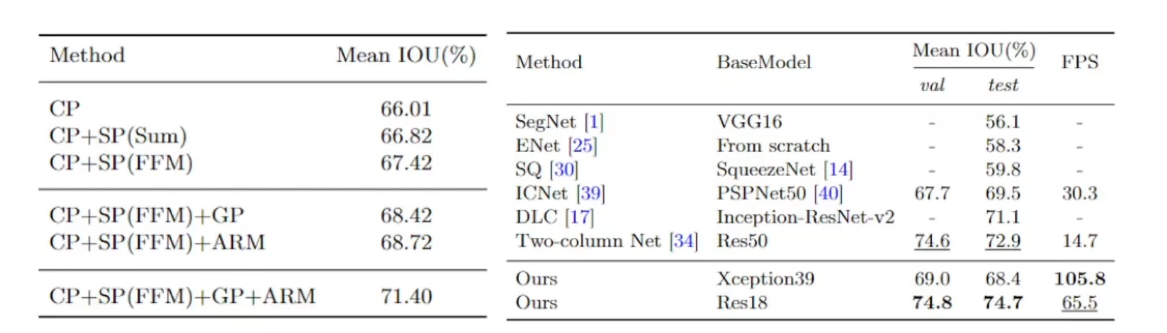 Method Mean IOU(%)
CP 66.01
CP+SP(Sum) 66.82
CP+SP(FFM) 67.42
CP+SP(FFM)+GP 68.42
CP+SP(FFM)+ARM 68.72
CP+SP(FFM)+GP+ARM 71.40
Method BaseModel Mean IOU(%) FPS
val test
SegNet [1] VGG16 - 56.1 -
ENet [25] From scratch - 58.3 -
SQ [30] SqueezeNet [14] - 59.8 -
ICNet [39] PSPNet50 [40] 67.7 69.5 30.3
DLC [17] Inception-ResNet-v2 - 71.1 -
Two-column Net [34] Res50 74.6 72.9 14.7
Ours Xception39 69.0 68.4 105.8
Ours Res18 74.8 74.7 65.5